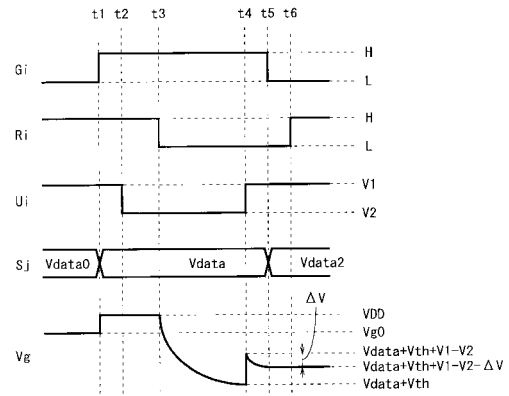 t1 t2 t3 t4 t5 t6
Gi H
L
Ri H
L
Ui V1
V2
Sj Vdata0 Vdata Vdata2
ΔV
VDD
Vg0
Vg Vdata+Vth+V1-V2
Vdata+Vth+V1-V2-ΔV
Vdata+Vth